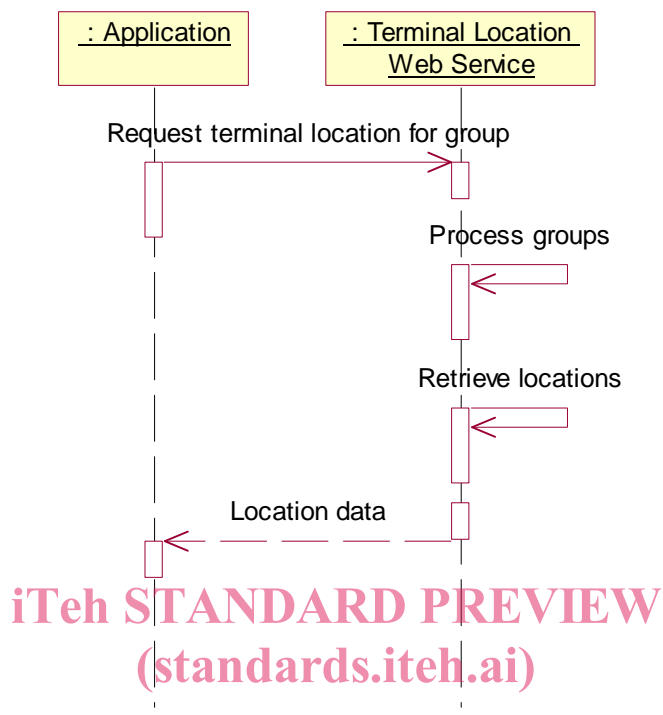 : Application
: Terminal Location
Web Service
Request terminal location for group
Process groups
Retrieve locations
Location data
iTeh STANDARD PREVIEW
(standards.iteh.ai)